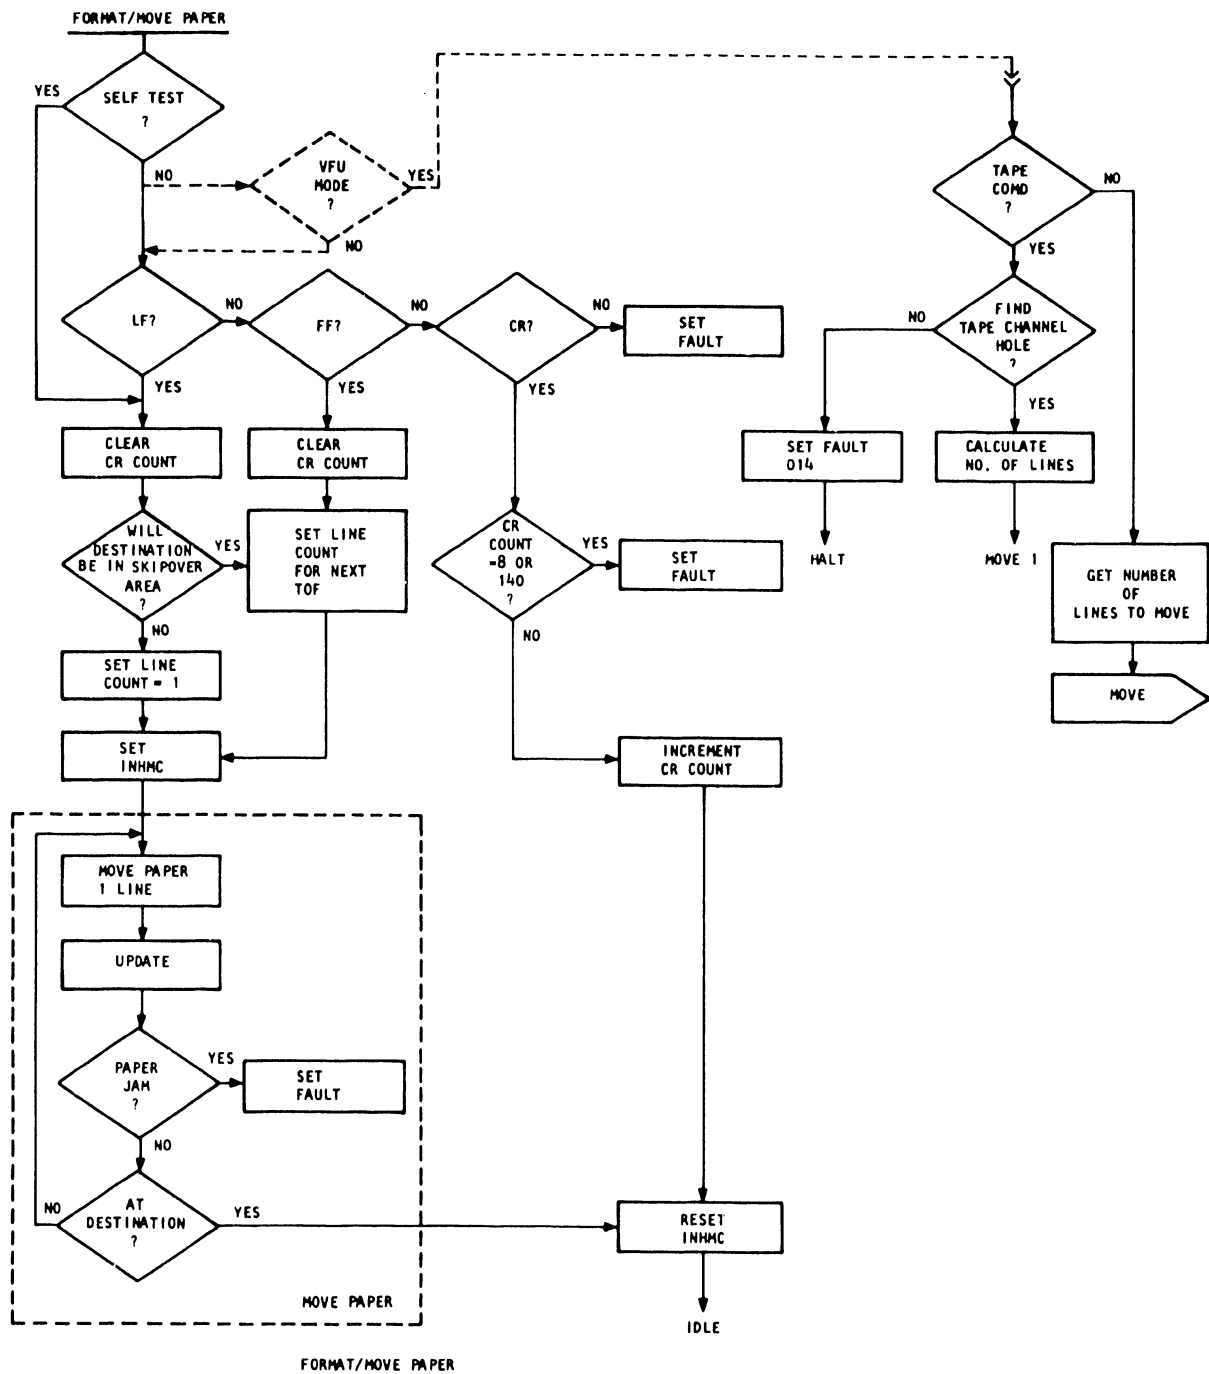 FORMAT/MOVE PAPER
YES
SELF TEST
?
NO
VFU
MODE
?
YES
NO
TAPE
COMD
?
NO
YES
LF?
NO
FF?
NO
CR?
NO
SET
FAULT
NO
FIND
TAPE CHANNEL
HOLE
?
YES
YES
YES
YES
CLEAR
CR COUNT
CLEAR
CR COUNT
SET FAULT
014
CALCULATE
NO. OF LINES
WILL
DESTINATION
BE IN SKIPOVER
AREA
?
YES
SET LINE
COUNT
FOR NEXT
TOF
CR
COUNT
=8 OR
140
?
YES
SET
FAULT
HALT
MOVE 1
GET NUMBER
OF
LINES TO MOVE
NO
NO
SET LINE
COUNT = 1
MOVE
SET
INHMC
INCREMENT
CR COUNT
MOVE PAPER
1 LINE
UPDATE
PAPER
JAM
?
YES
SET
FAULT
NO
NO
AT
DESTINATION
?
YES
RESET
INHMC
MOVE PAPER
IDLE
FORMAT/MOVE PAPER